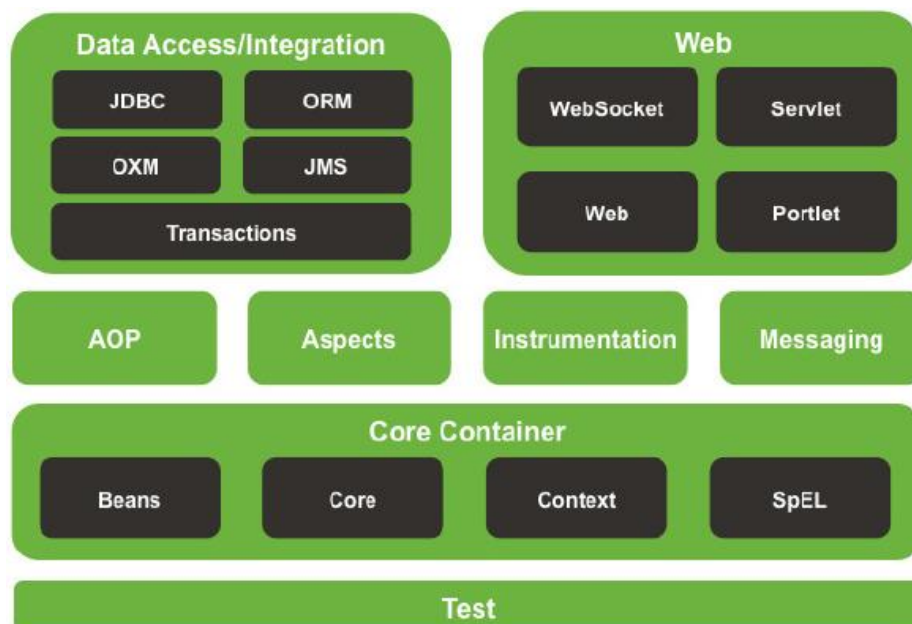 Data Access/Integration
JDBC
ORM
OXM
JMS
Transactions
Web
WebSocket
Servlet
Web
Portlet
AOP
Aspects
Instrumentation
Messaging
Core Container
Beans
Core
Context
SpEL
Test